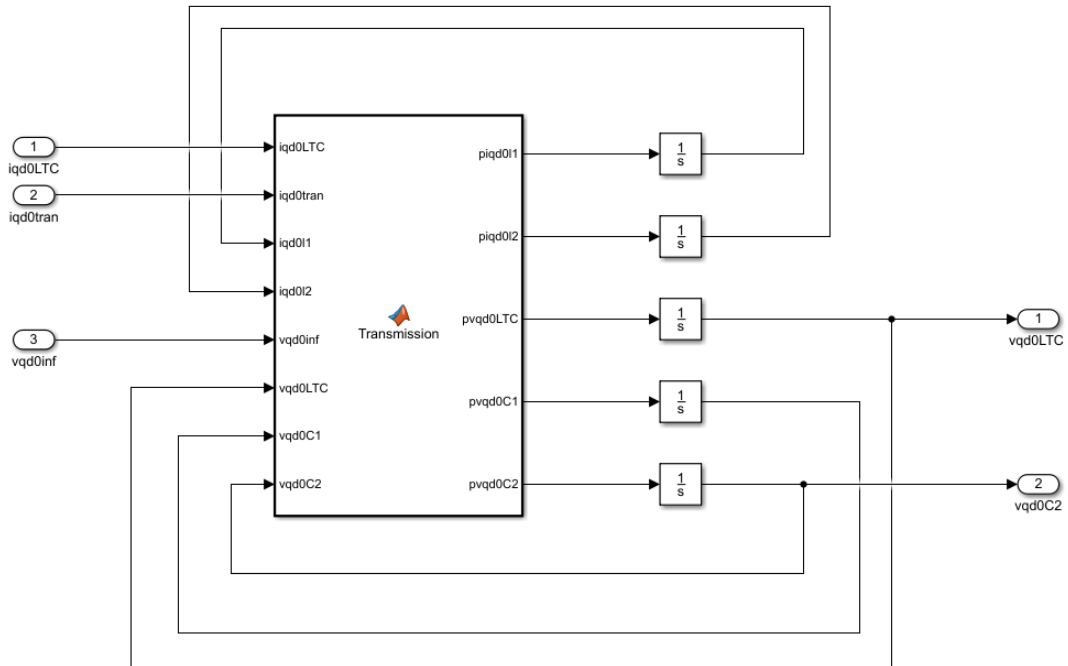 1
iqd0LTC
2
iqd0tran
3
vqd0inf
iqd0LTC
iqd0tran
iqd0l1
iqd0l2
vqd0inf
vqd0LTC
vqd0C1
vqd0C2
Transmission
piqd0l1
piqd0l2
pvqd0LTC
pvqd0C1
pvqd0C2
1
s
1
s
1
s
1
s
1
s
1
vqd0LTC
2
vqd0C2